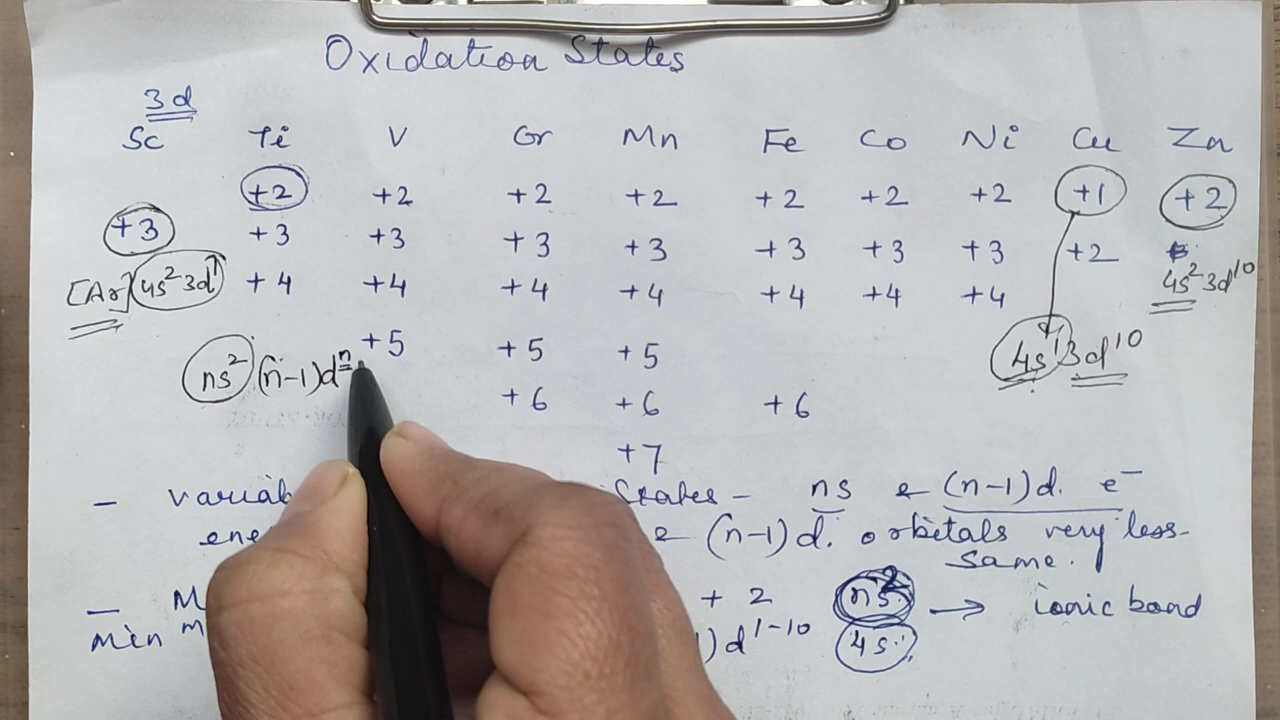 Oxidation States
3d
Sc Ti V Cr Mn Fe Co Ni Cu Zn
+2 +2 +2 +2 +2 +2 +2 +1 +2
+3 +3 +3 +3 +3 +3 +3 +3 +2
[Ar] 4s² 3d¹ +4 +4 +4 +4 +4 +4 +4 4s² 3d¹⁰
+5 +5 +5 4s¹ 3d¹⁰
ns² (n-1)dⁿ
+6 +6 +6
+7
- States - ns & (n-1)d. e⁻
& (n-1)d. orbitals very less-
same.
- + 2 ns² → ionic bond
min )d¹⁻¹⁰ 4s